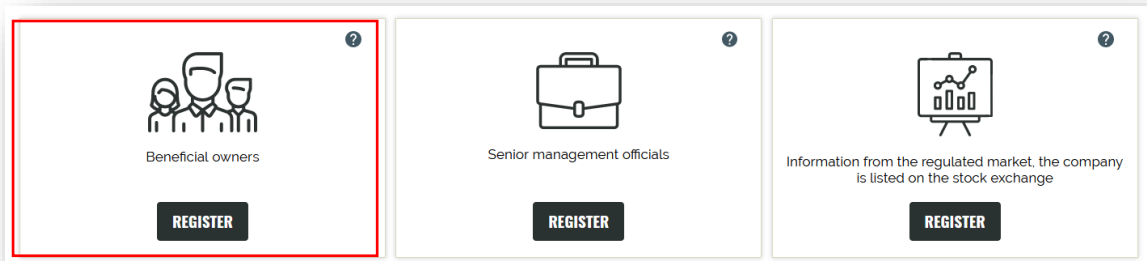 Beneficial owners
REGISTER
Senior management officials
REGISTER
Information from the regulated market, the company
is listed on the stock exchange
REGISTER